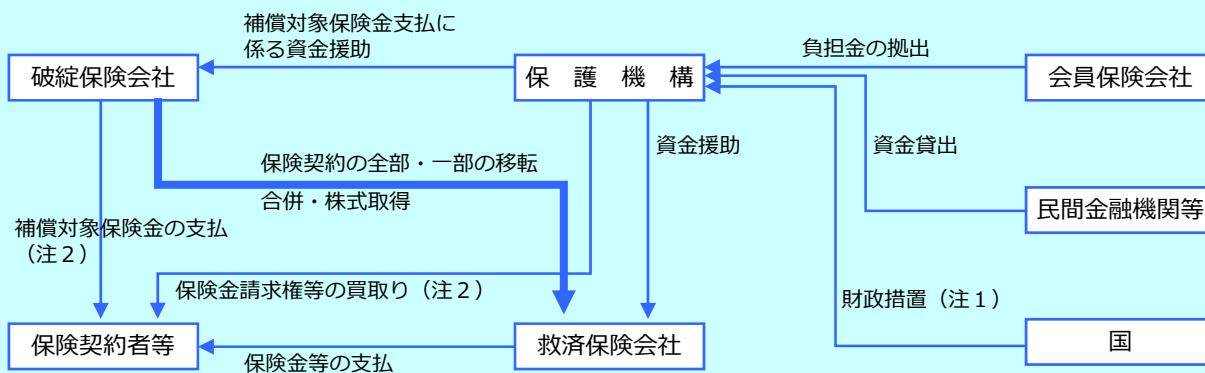 補償対象保険金支払に
係る資金援助
負担金の拠出
破綻保険会社
保　護　機　構
会員保険会社
資金援助
資金貸出
保険契約の全部・一部の移転
合併・株式取得
民間金融機関等
補償対象保険金の支払
（注２）
保険金請求権等の買取り（注２）
財政措置（注１）
保険契約者等
救済保険会社
国
保険金等の支払